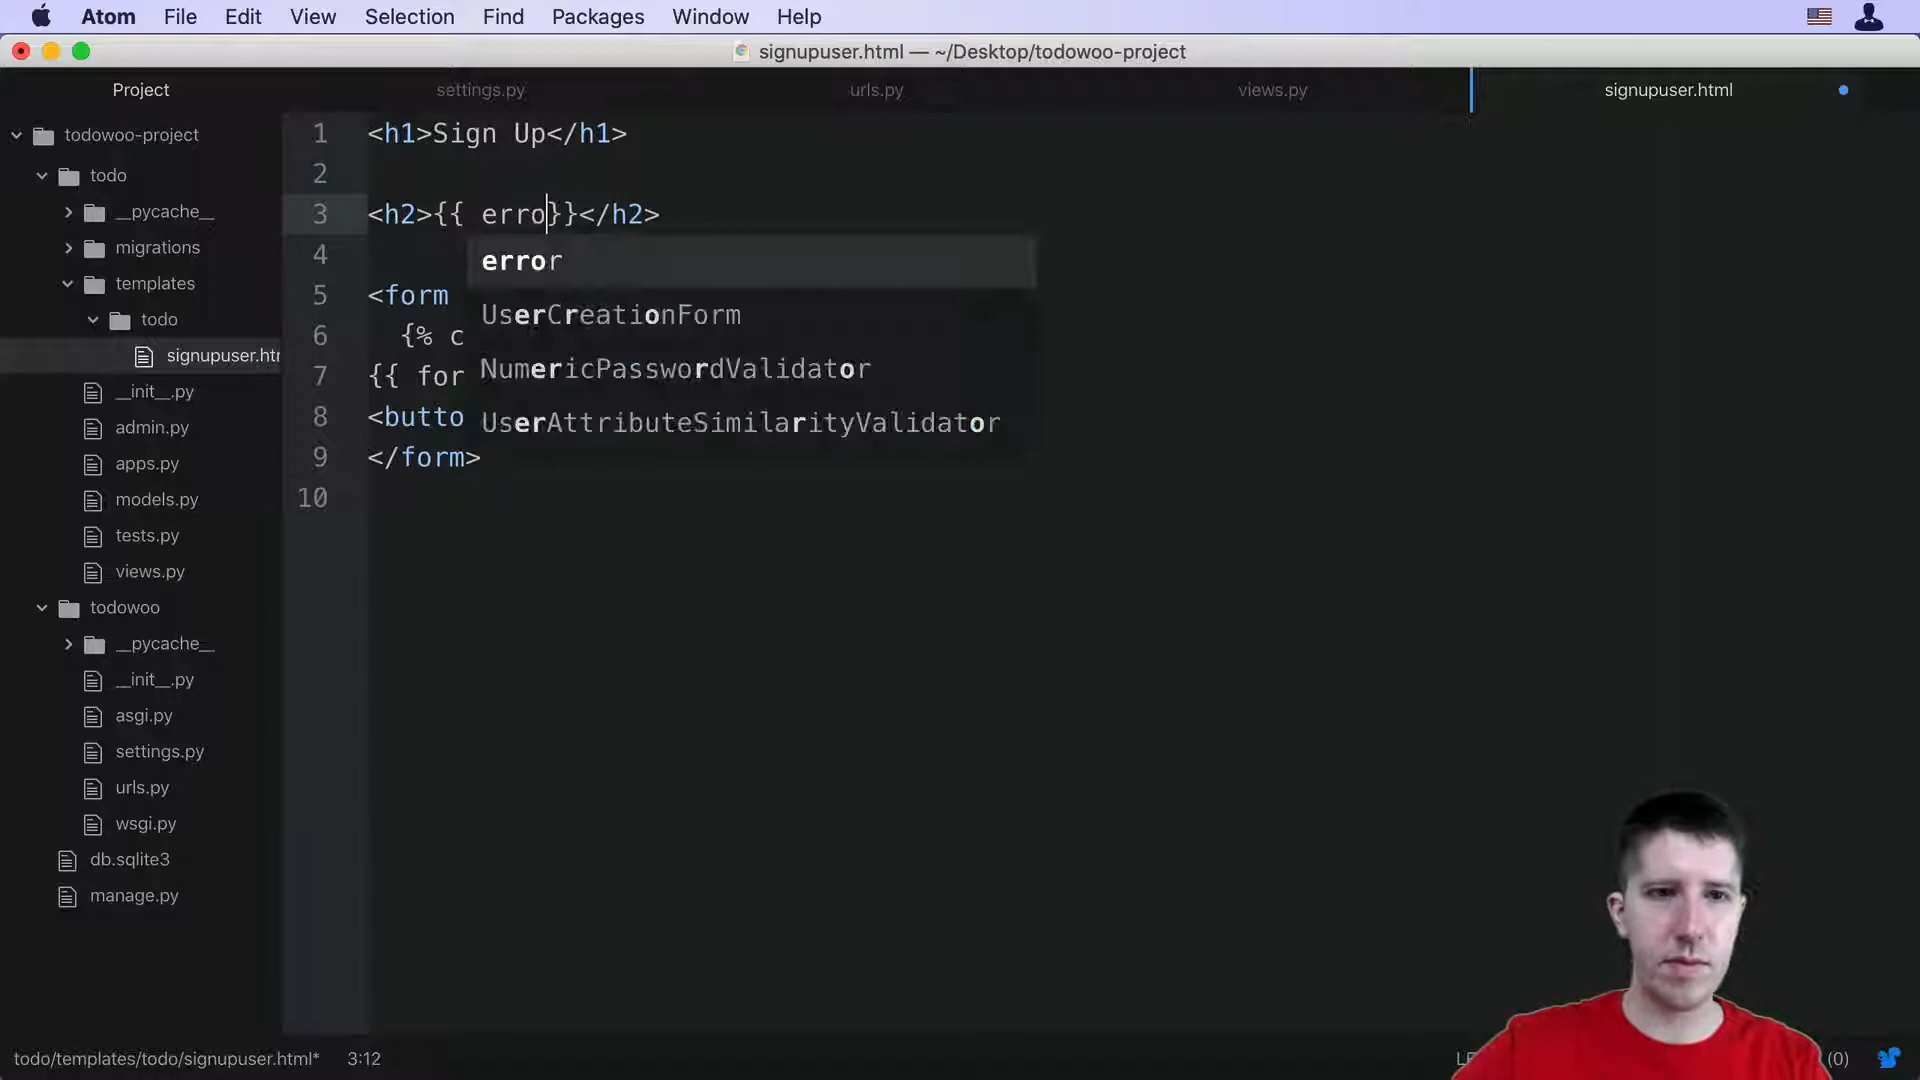 Atom File Edit View Selection Find Packages Window Help
signupuser.html — ~/Desktop/todowoo-project
Project settings.py urls.py views.py signupuser.html
todowoo-project
todo
__pycache__
migrations
templates
todo
signupuser.htm
__init__.py
admin.py
apps.py
models.py
tests.py
views.py
todowoo
__pycache__
__init__.py
asgi.py
settings.py
urls.py
wsgi.py
db.sqlite3
manage.py
1 <h1>Sign Up</h1>
2
3 <h2>{{ erro}}</h2>
4
5 <form
6 {% c
7 {{ for
8 <butto
9 </form>
10
error
UserCreationForm
NumericPasswordValidator
UserAttributeSimilarityValidator
todo/templates/todo/signupuser.html* 3:12
(0)